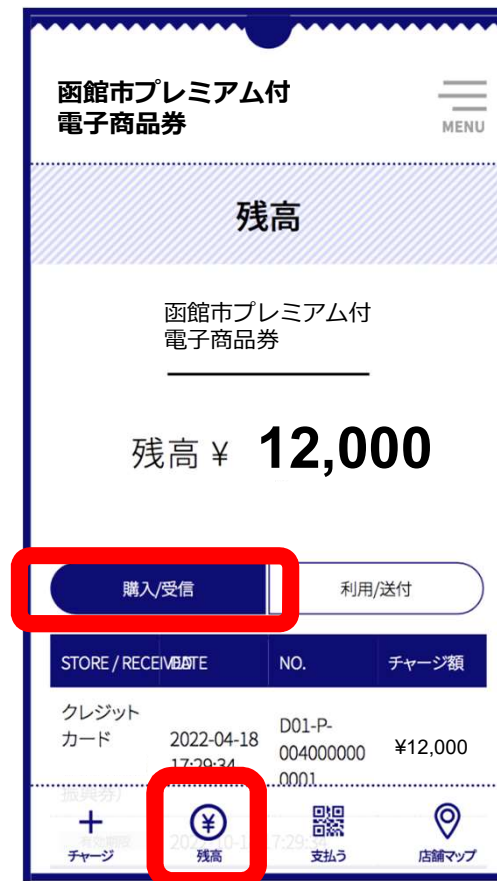 函館市プレミアム付
電子商品券
MENU
残高
函館市プレミアム付
電子商品券
残高 ¥ 12,000
購入/受信 利用/送付
STORE / RECEIVED DATE NO. チャージ額
クレジット
カード 2022-04-18 D01-P- ¥12,000
17:29:34 004000000
0001
チャージ 残高 支払う 店舗マップ